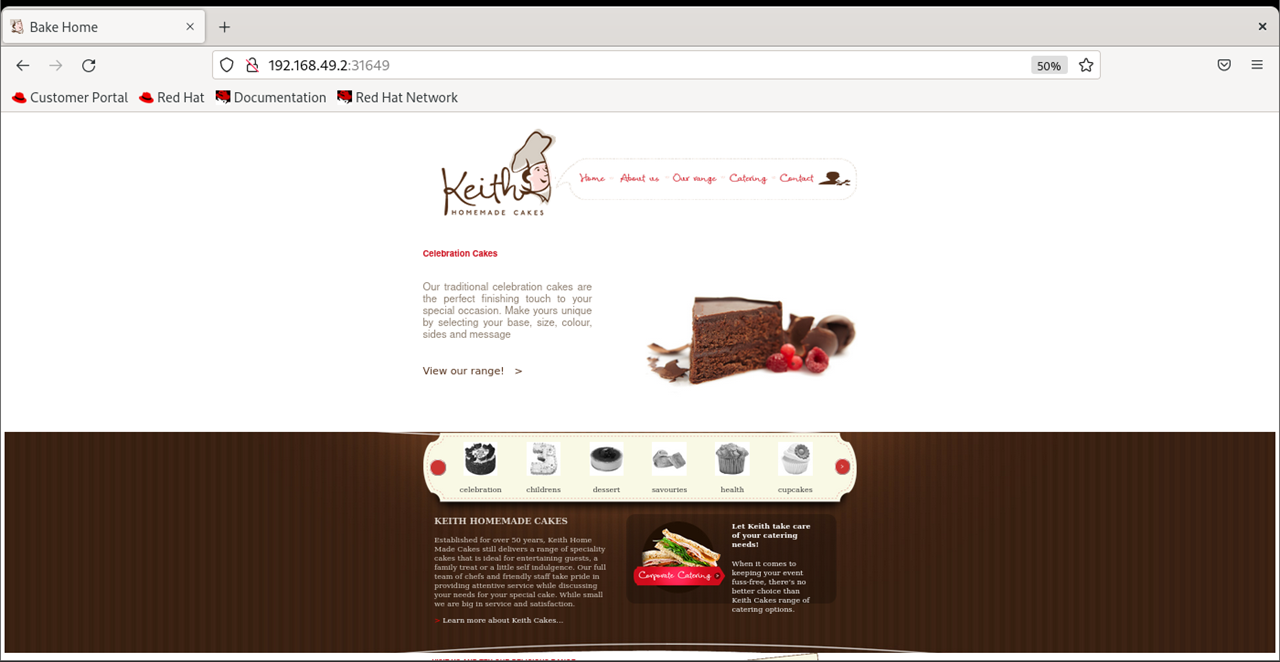 Bake Home
192.168.49.2:31649
50%
Customer Portal Red Hat Documentation Red Hat Network
Keith
HOMEMADE CAKES
Home About us Our range Catering Contact
Celebration Cakes
Our traditional celebration cakes are
the perfect finishing touch to your
special occasion. Make yours unique
by selecting your base, size, colour,
sides and message
View our range! >
celebration childrens dessert savouries health cupcakes
KEITH HOMEMADE CAKES
Established for over 50 years, Keith Home
Made Cakes still delivers a range of speciality
cakes that is ideal for entertaining guests, a
family treat or a little self indulgence. Our full
team of chefs and friendly staff take pride in
providing attentive service while discussing
your needs for your special cake. While small
we are big in service and satisfaction.
Learn more about Keith Cakes...
Corporate Catering
Let Keith take care
of your catering
needs!
When it comes to
keeping your event
fuss-free, there's no
better choice than
Keith Cakes range of
catering options.